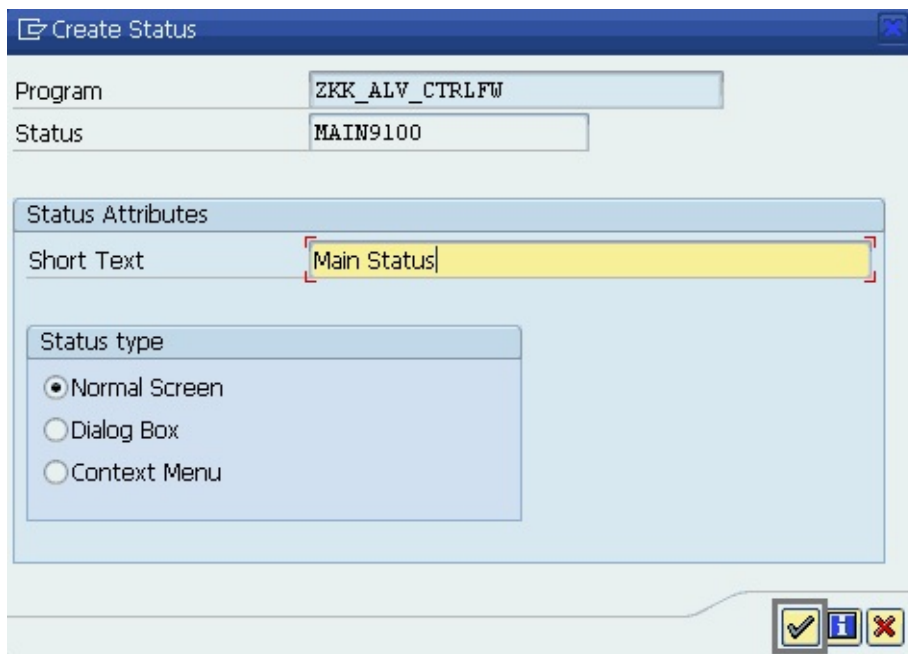 Create Status
Program ZKK_ALV_CTRLFW
Status MAIN9100
Status Attributes
Short Text Main Status
Status type
Normal Screen
Dialog Box
Context Menu